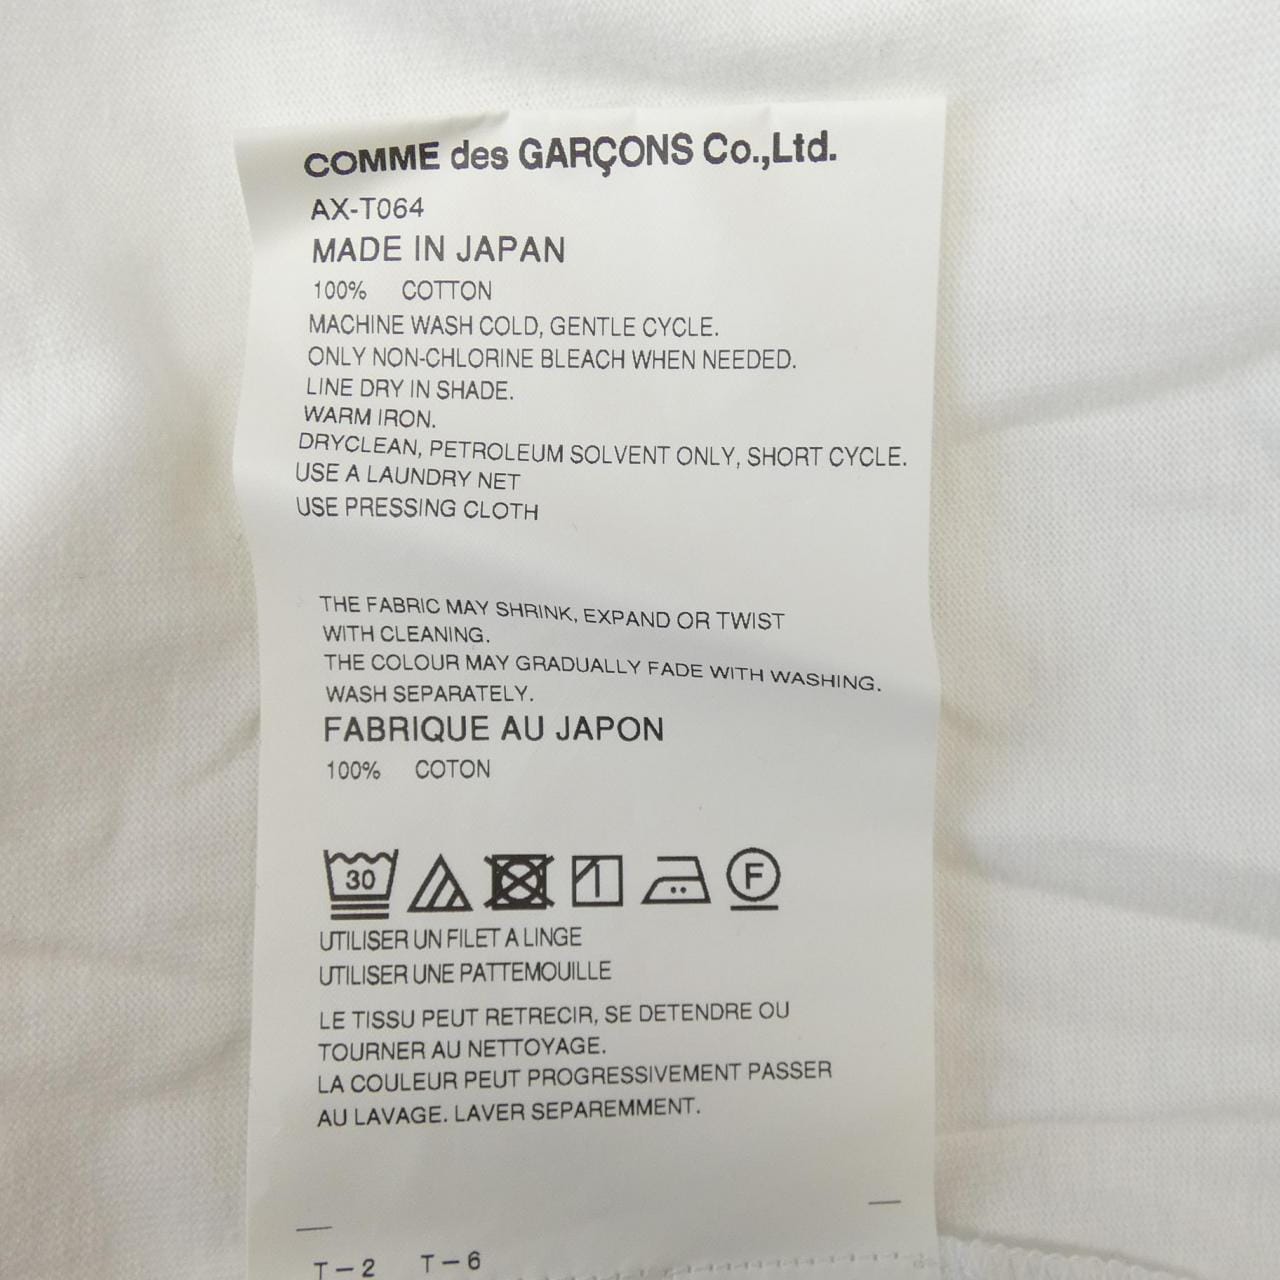 COMME des GARÇONS Co.,Ltd.
AX-T064
MADE IN JAPAN
100% COTTON
MACHINE WASH COLD, GENTLE CYCLE.
ONLY NON-CHLORINE BLEACH WHEN NEEDED.
LINE DRY IN SHADE.
WARM IRON.
DRYCLEAN, PETROLEUM SOLVENT ONLY, SHORT CYCLE.
USE A LAUNDRY NET
USE PRESSING CLOTH
THE FABRIC MAY SHRINK, EXPAND OR TWIST
WITH CLEANING.
THE COLOUR MAY GRADUALLY FADE WITH WASHING.
WASH SEPARATELY.
FABRIQUE AU JAPON
100% COTON
30 F
UTILISER UN FILET A LINGE
UTILISER UNE PATTEMOUILLE
LE TISSU PEUT RETRECIR, SE DETENDRE OU
TOURNER AU NETTOYAGE.
LA COULEUR PEUT PROGRESSIVEMENT PASSER
AU LAVAGE. LAVER SEPAREMMENT.
T-2 T-6